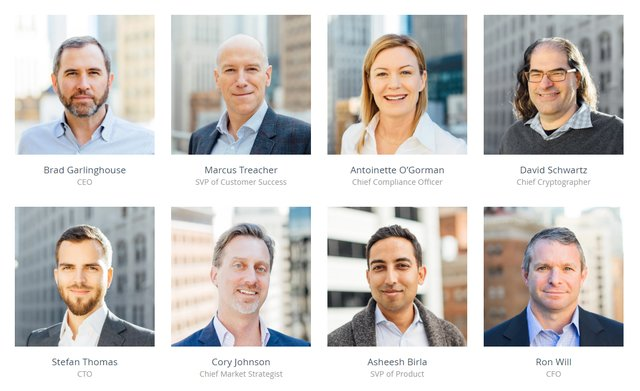 Brad Garlinghouse
CEO
Marcus Treacher
SVP of Customer Success
Antoinette O'Gorman
Chief Compliance Officer
David Schwartz
Chief Cryptographer
Stefan Thomas
CTO
Cory Johnson
Chief Market Strategist
Asheesh Birla
SVP of Product
Ron Will
CFO